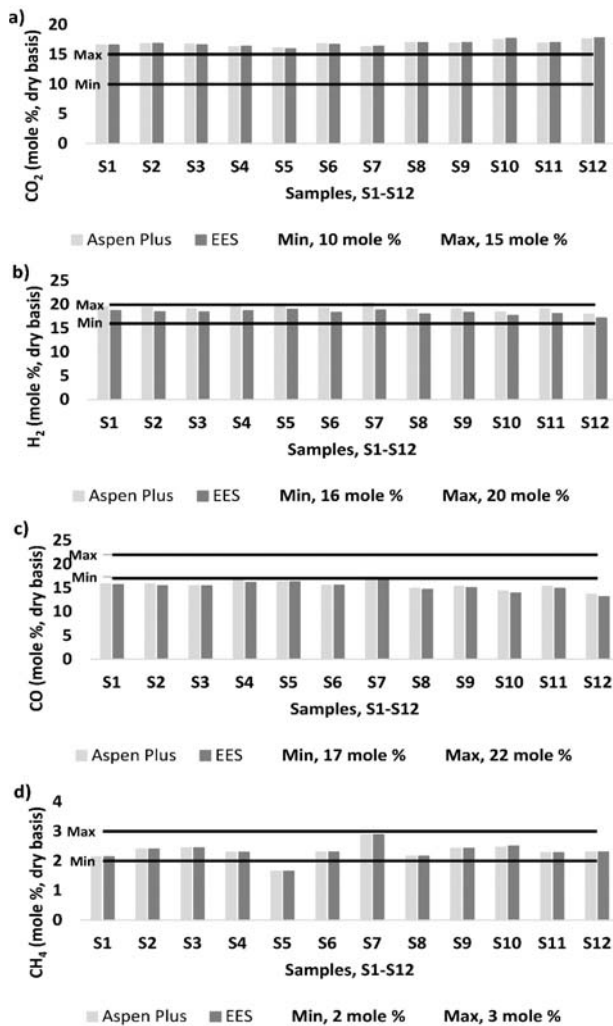 a)
CO2 (mole %, dry basis)
20
15
10
5
0
Max
Min
S1 S2 S3 S4 S5 S6 S7 S8 S9 S10 S11 S12
Samples, S1-S12
Aspen Plus EES Min, 10 mole % Max, 15 mole %
b)
H2 (mole %, dry basis)
25
20
15
10
5
0
Max
Min
S1 S2 S3 S4 S5 S6 S7 S8 S9 S10 S11 S12
Samples, S1-S12
Aspen Plus EES Min, 16 mole % Max, 20 mole %
c)
CO (mole %, dry basis)
25
20
15
10
5
0
Max
Min
S1 S2 S3 S4 S5 S6 S7 S8 S9 S10 S11 S12
Samples, S1-S12
Aspen Plus EES Min, 17 mole % Max, 22 mole %
d)
CH4 (mole %, dry basis)
4
3
2
1
0
Max
Min
S1 S2 S3 S4 S5 S6 S7 S8 S9 S10 S11 S12
Samples, S1-S12
Aspen Plus EES Min, 2 mole % Max, 3 mole %